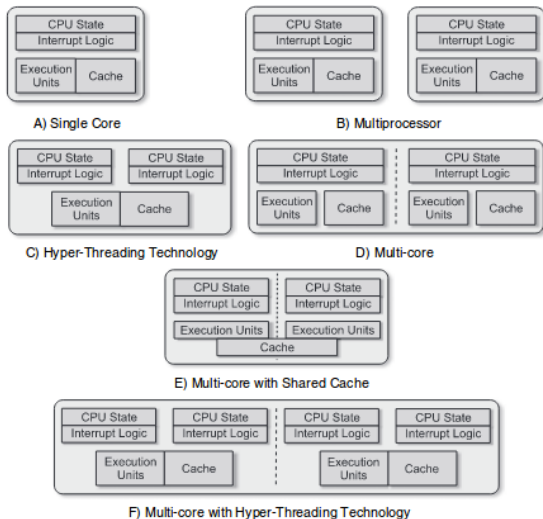 CPU State
Interrupt Logic
Execution Units
Cache
A) Single Core
CPU State
Interrupt Logic
Execution Units
Cache
CPU State
Interrupt Logic
Execution Units
Cache
B) Multiprocessor
CPU State
Interrupt Logic
CPU State
Interrupt Logic
Execution Units
Cache
C) Hyper-Threading Technology
CPU State
Interrupt Logic
Execution Units
Cache
CPU State
Interrupt Logic
Execution Units
Cache
D) Multi-core
CPU State
Interrupt Logic
Execution Units
CPU State
Interrupt Logic
Execution Units
Cache
E) Multi-core with Shared Cache
CPU State
Interrupt Logic
CPU State
Interrupt Logic
Execution Units
Cache
CPU State
Interrupt Logic
CPU State
Interrupt Logic
Execution Units
Cache
F) Multi-core with Hyper-Threading Technology